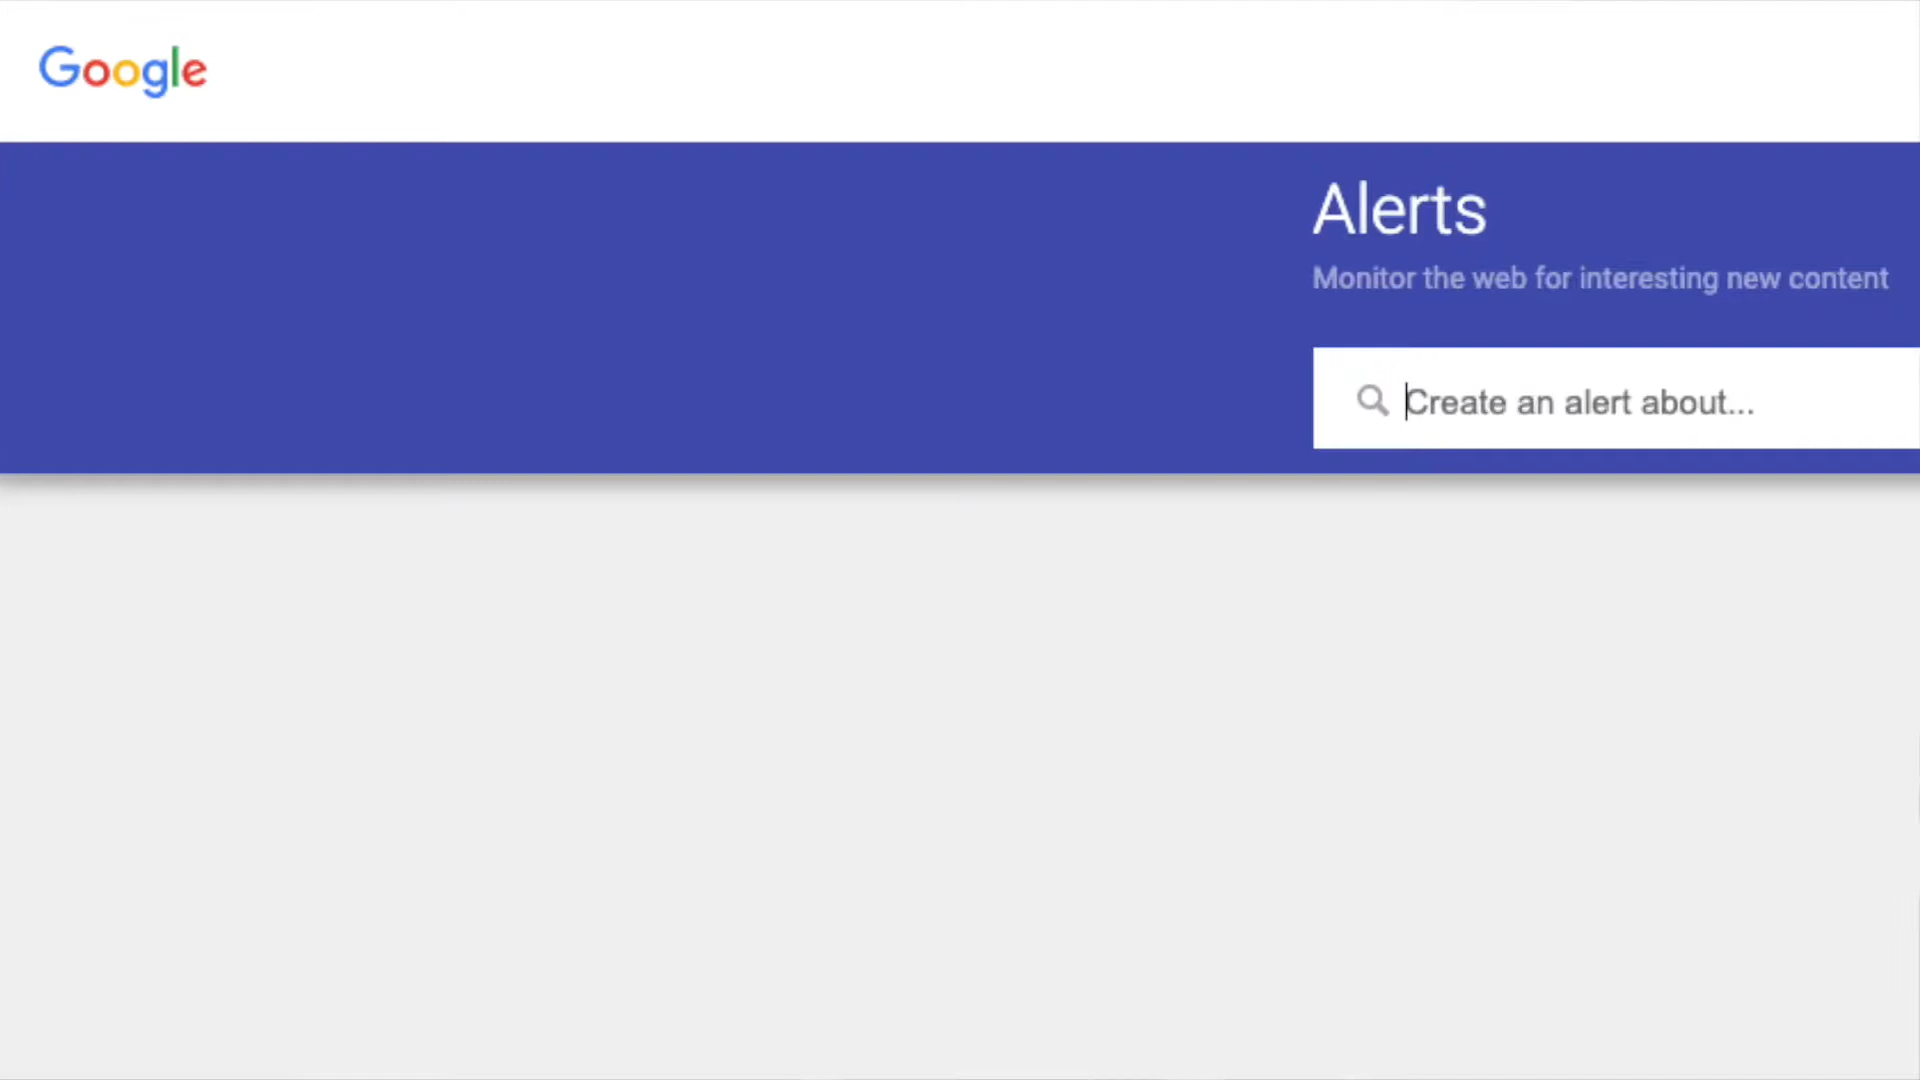 Google
Alerts
Monitor the web for interesting new content
Create an alert about...